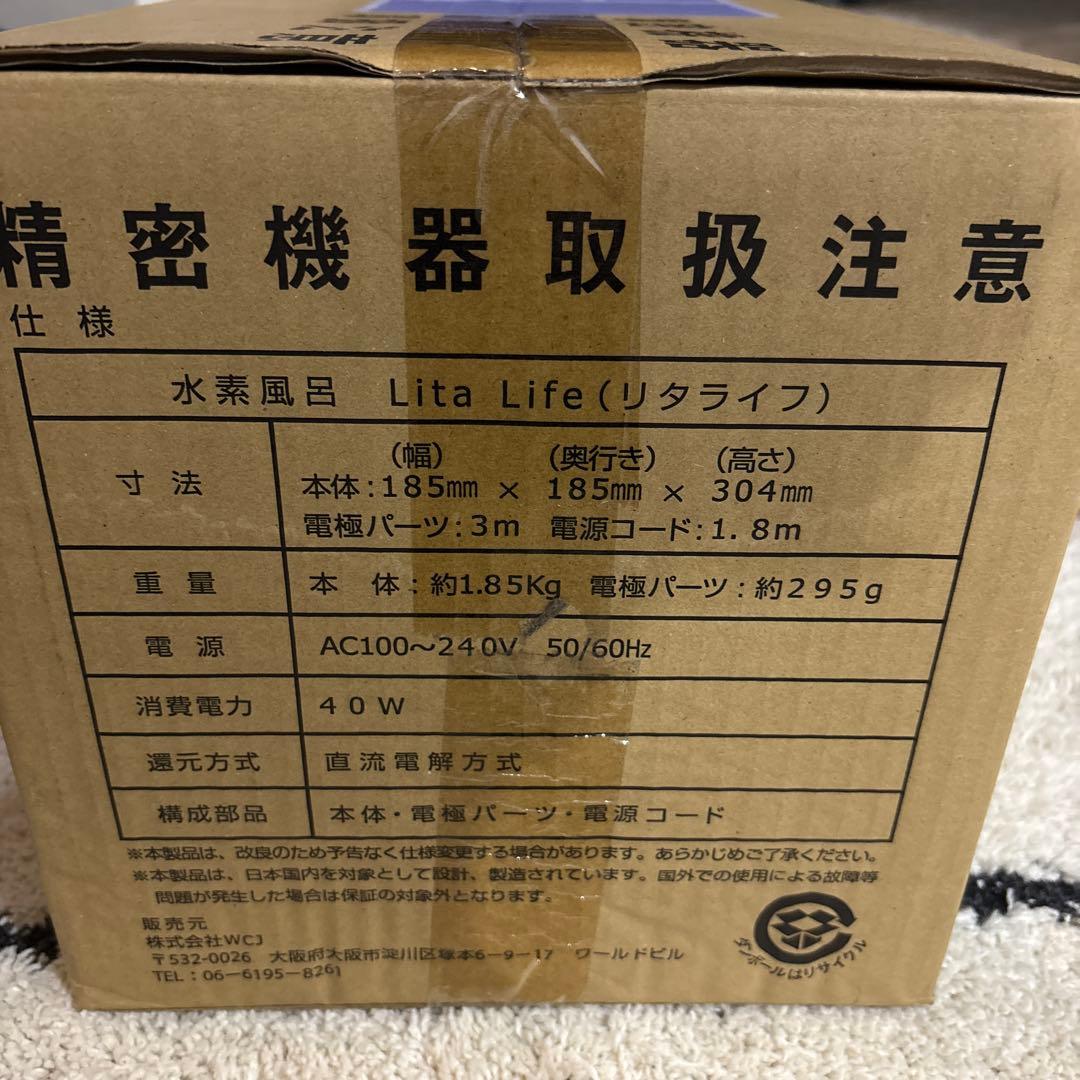 精密機器取扱注意
仕様
水素風呂 Lita Life(リタライフ)
寸法
(幅) (奥行き) (高さ)
本体:185㎜ × 185㎜ × 304㎜
電極パーツ:3m 電源コード:1.8m
重量 本 体:約1.85Kg 電極パーツ:約295g
電源 AC100~240V 50/60Hz
消費電力 40W
還元方式 直流電解方式
構成部品 本体・電極パーツ・電源コード
※本製品は、改良のため予告なく仕様変更する場合があります。あらかじめご了承ください。
※本製品は、日本国内を対象として設計、製造されています。国外での使用による故障等
問題が発生した場合は保証の対象外となります。
販売元
株式会社WCJ
〒532-0026 大阪府大阪市淀川区塚本6-9-17 ワールドビル
TEL:06-6195-8261
ダンボールはリサイクル